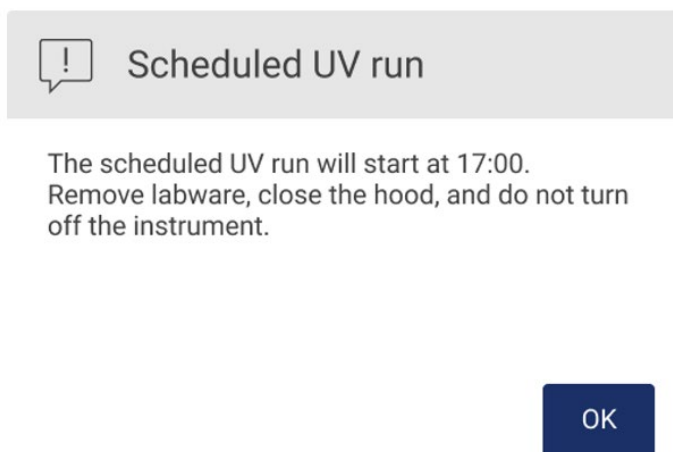 Scheduled UV run
The scheduled UV run will start at 17:00.
Remove labware, close the hood, and do not turn
off the instrument.
OK